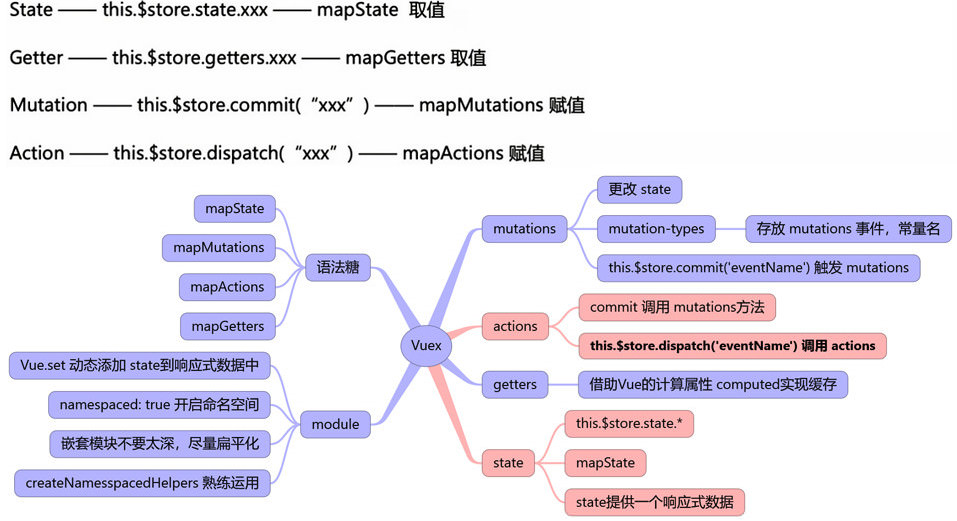 State —— this.$store.state.xxx —— mapState 取值
Getter —— this.$store.getters.xxx —— mapGetters 取值
Mutation —— this.$store.commit(“xxx”) —— mapMutations 赋值
Action —— this.$store.dispatch(“xxx”) —— mapActions 赋值
Vuex
语法糖
mapState
mapMutations
mapActions
mapGetters
module
Vue.set 动态添加 state到响应式数据中
namespaced: true 开启命名空间
嵌套模块不要太深，尽量扁平化
createNamesspacedHelpers 熟练运用
mutations
更改 state
mutation-types
存放 mutations 事件，常量名
this.$store.commit('eventName') 触发 mutations
actions
commit 调用 mutations方法
this.$store.dispatch('eventName') 调用 actions
getters
借助Vue的计算属性 computed实现缓存
state
this.$store.state.*
mapState
state提供一个响应式数据